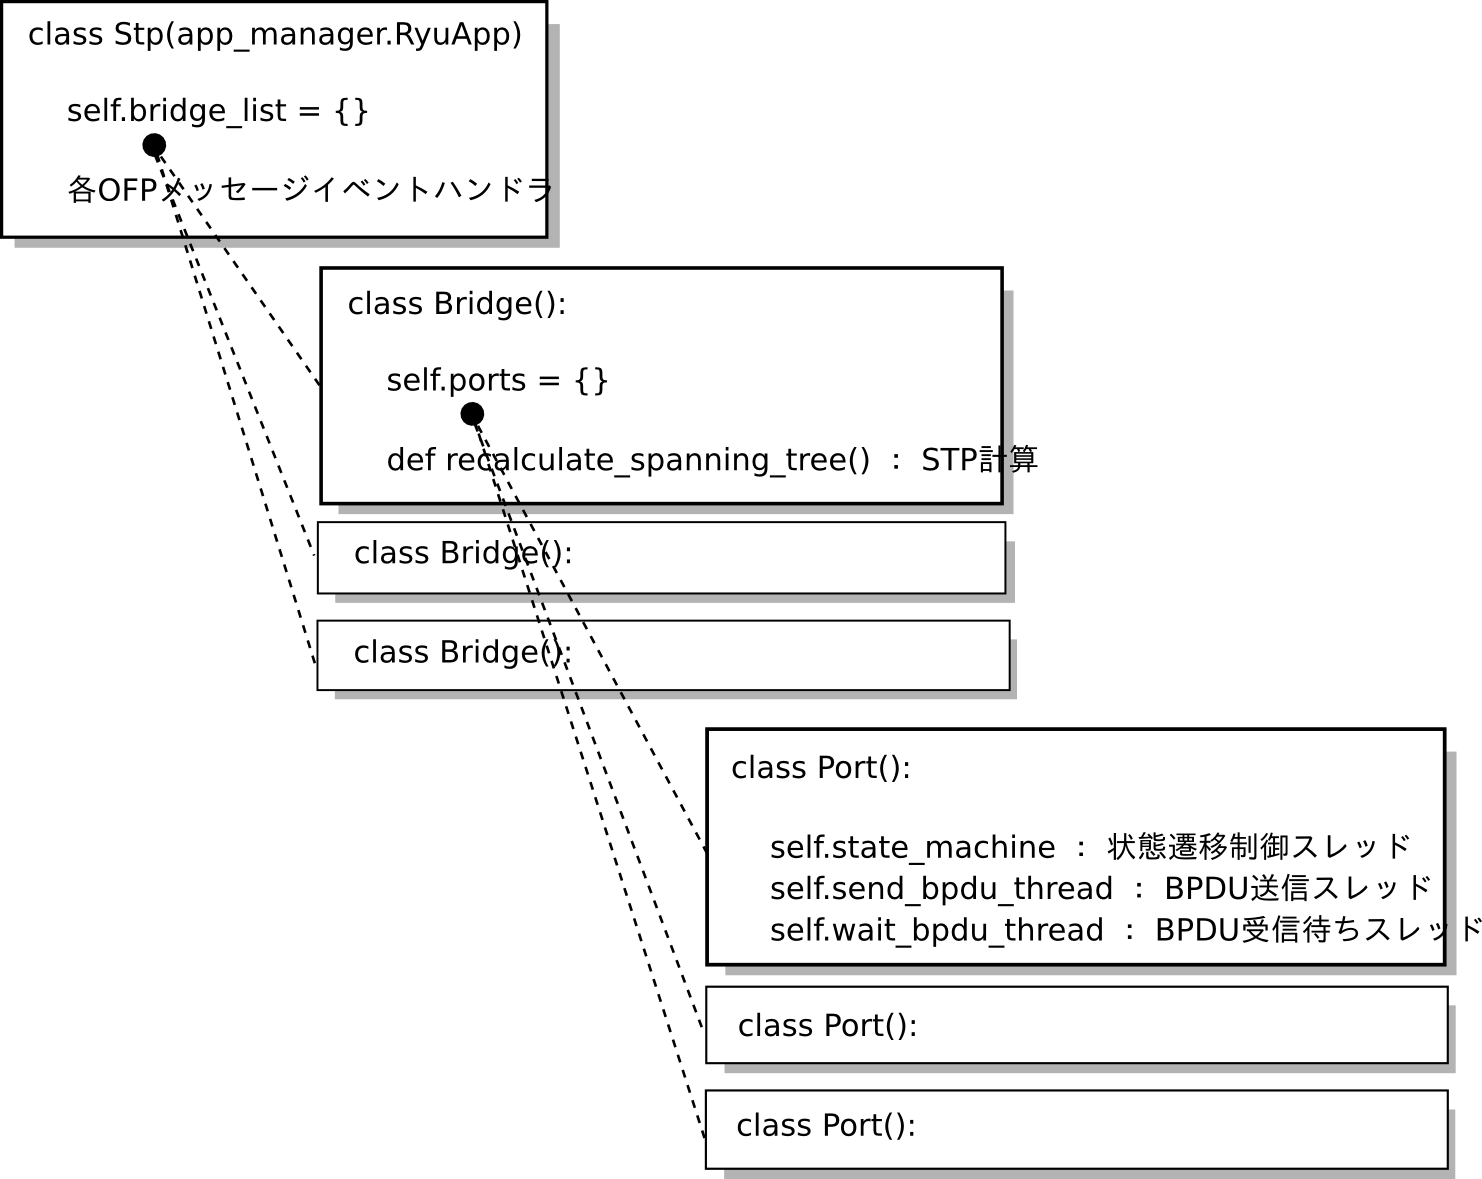 class Stp(app_manager.RyuApp)
self.bridge_list = {}
各OFPメッセージイベントハンドラ
class Bridge():
self.ports = {}
def recalculate_spanning_tree() ： STP計算
class Bridge():
class Bridge():
class Port():
self.state_machine ： 状態遷移制御スレッド
self.send_bpdu_thread ： BPDU送信スレッド
self.wait_bpdu_thread ： BPDU受信待ちスレッド
class Port():
class Port():